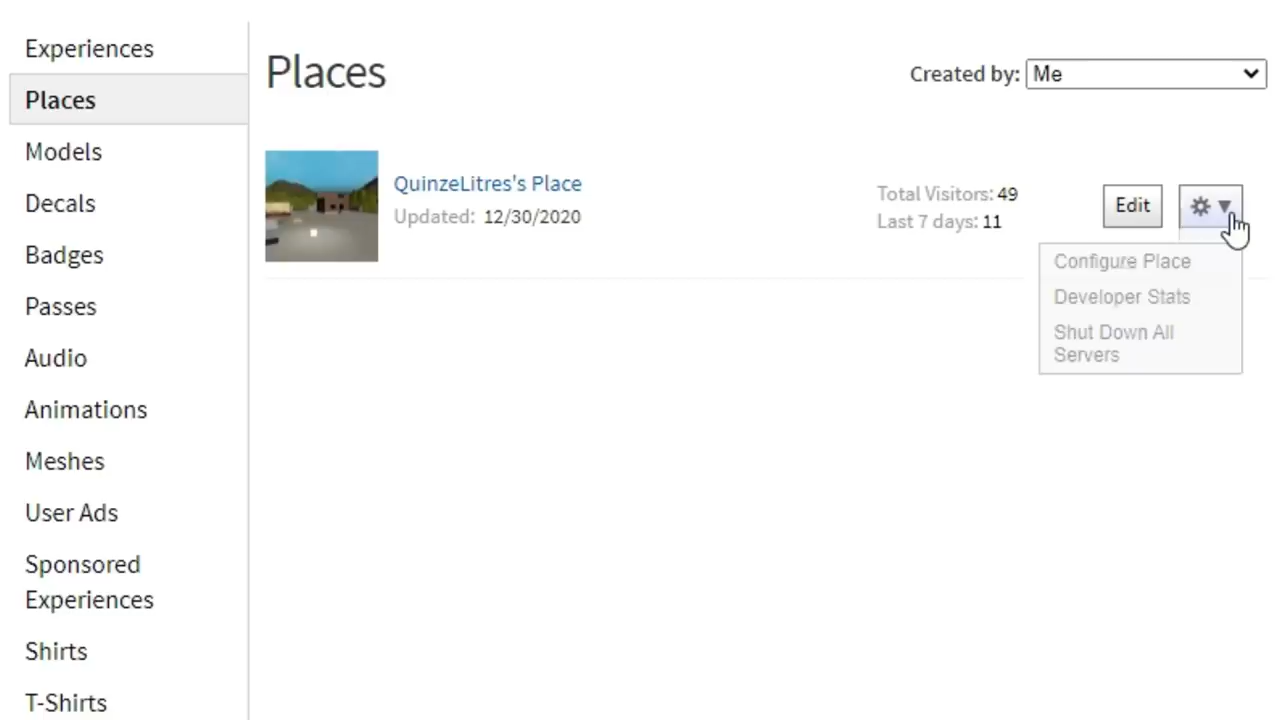 Experiences
Places
Models
Decals
Badges
Passes
Audio
Animations
Meshes
User Ads
Sponsored
Experiences
Shirts
T-Shirts
Places
Created by: Me
QuinzeLitres's Place
Updated: 12/30/2020
Total Visitors: 49
Last 7 days: 11
Edit
Configure Place
Developer Stats
Shut Down All
Servers